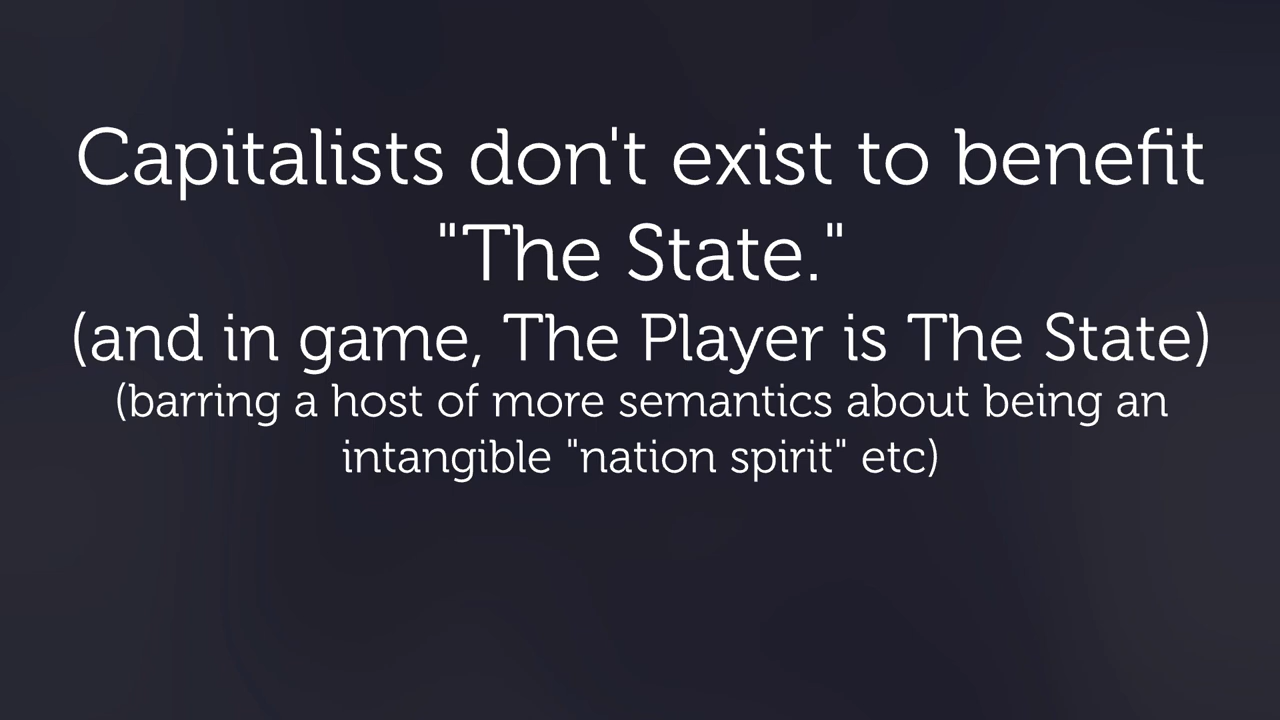 Capitalists don't exist to benefit
"The State."
(and in game, The Player is The State)
(barring a host of more semantics about being an
intangible "nation spirit" etc)